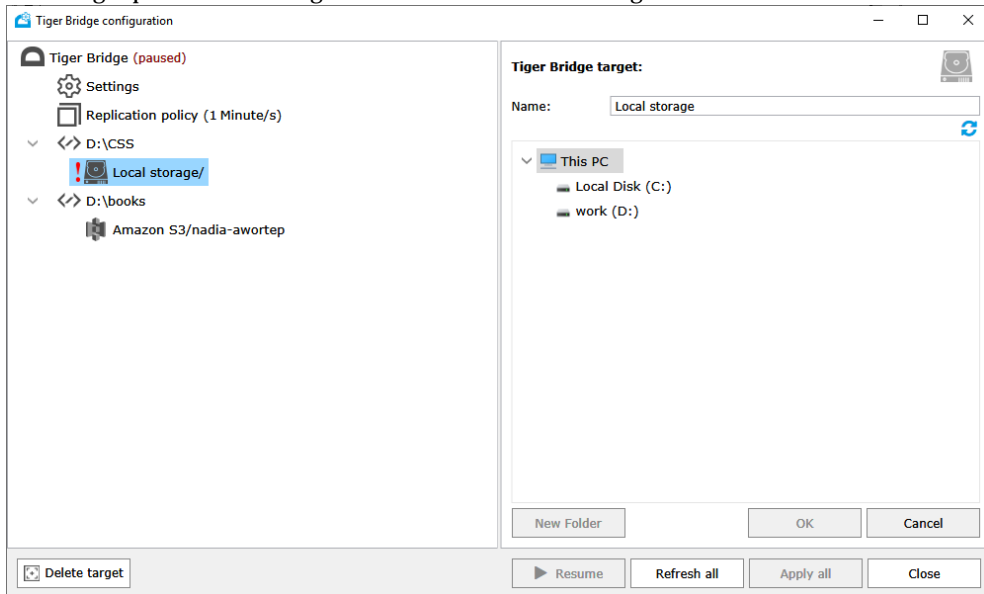 Tiger Bridge configuration
Tiger Bridge (paused)
Settings
Replication policy (1 Minute/s)
D:\CSS
Local storage/
D:\books
Amazon S3/nadia-awortep
Delete target
Tiger Bridge target:
Name: Local storage
This PC
Local Disk (C:)
work (D:)
New Folder OK Cancel
Resume Refresh all Apply all Close